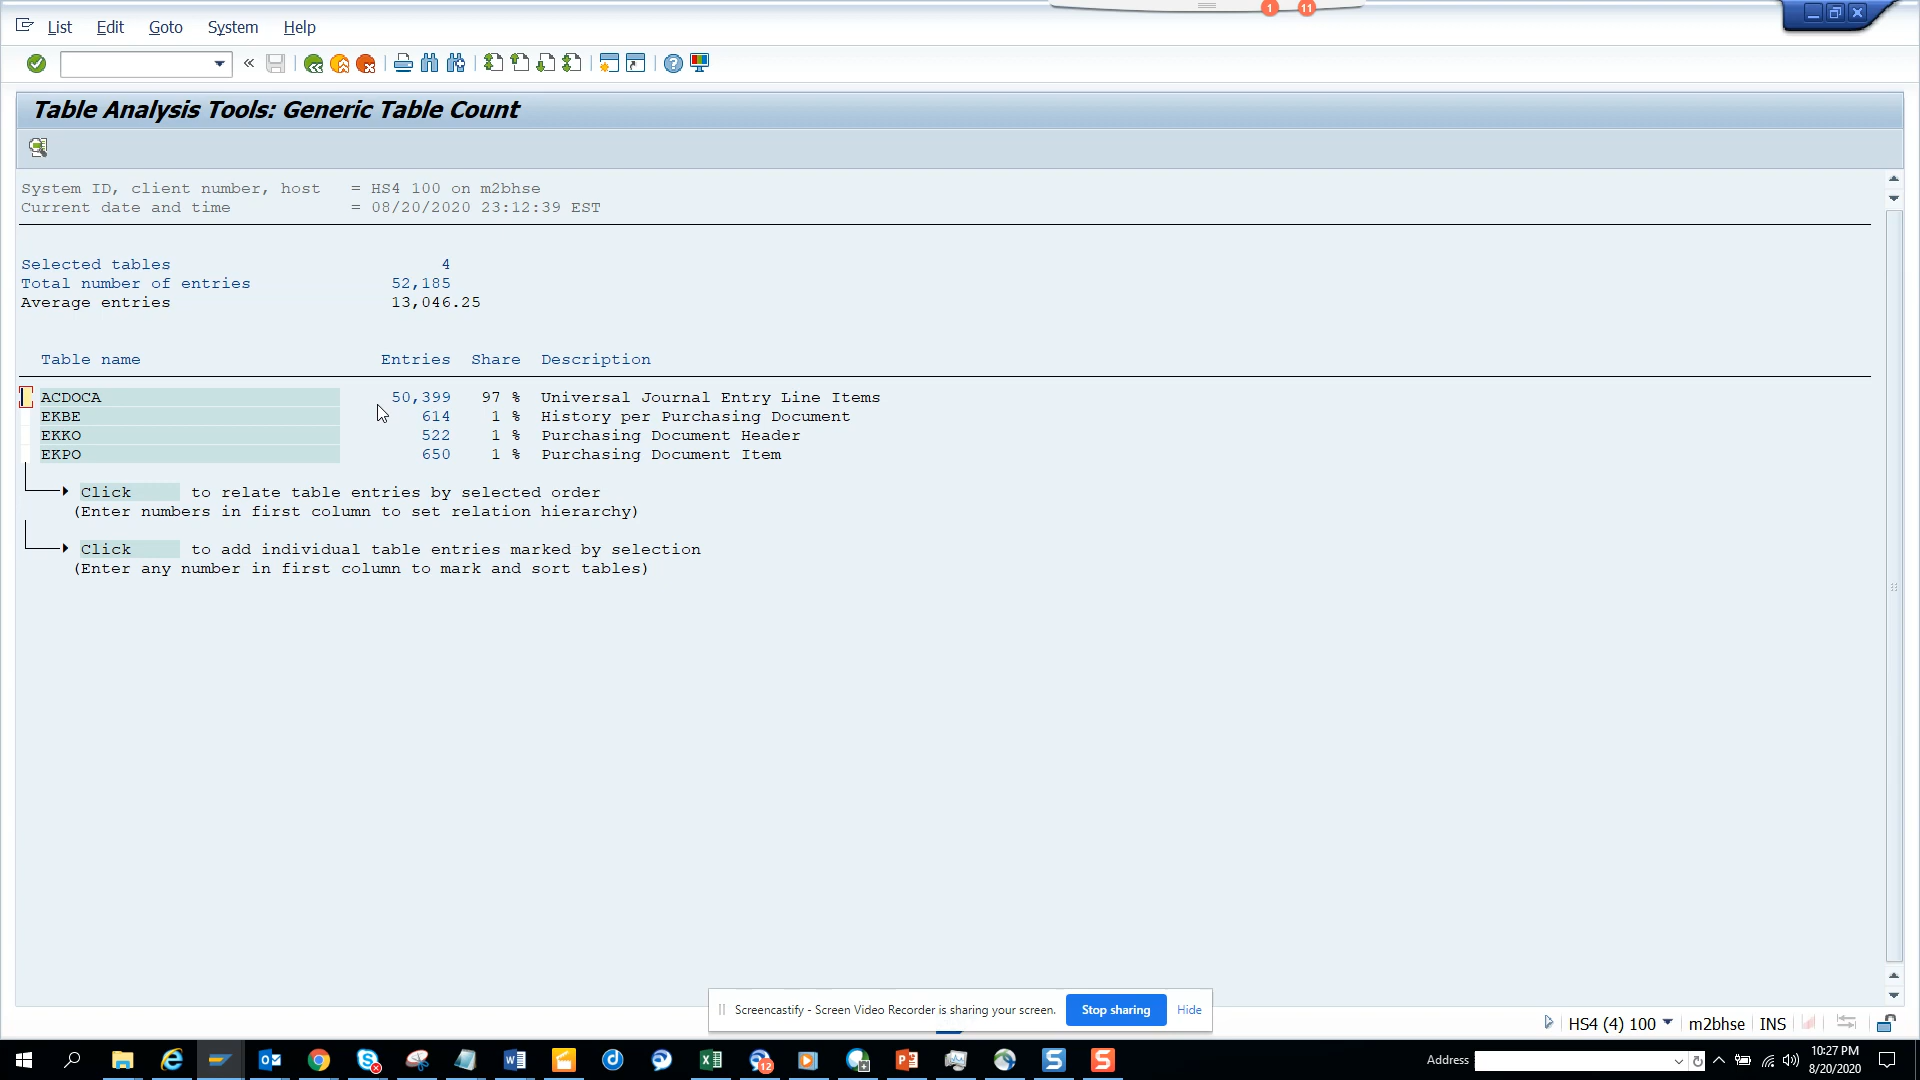 1 11
List Edit Goto System Help
Table Analysis Tools: Generic Table Count
System ID, client number, host = HS4 100 on m2bhse
Current date and time = 08/20/2020 23:12:39 EST
Selected tables 4
Total number of entries 52,185
Average entries 13,046.25
Table name Entries Share Description
ACDOCA 50,399 97 % Universal Journal Entry Line Items
EKBE 614 1 % History per Purchasing Document
EKKO 522 1 % Purchasing Document Header
EKPO 650 1 % Purchasing Document Item
Click to relate table entries by selected order
(Enter numbers in first column to set relation hierarchy)
Click to add individual table entries marked by selection
(Enter any number in first column to mark and sort tables)
Screencastify - Screen Video Recorder is sharing your screen. Stop sharing Hide
HS4 (4) 100 m2bhse INS
12
Address
10:27 PM
8/20/2020